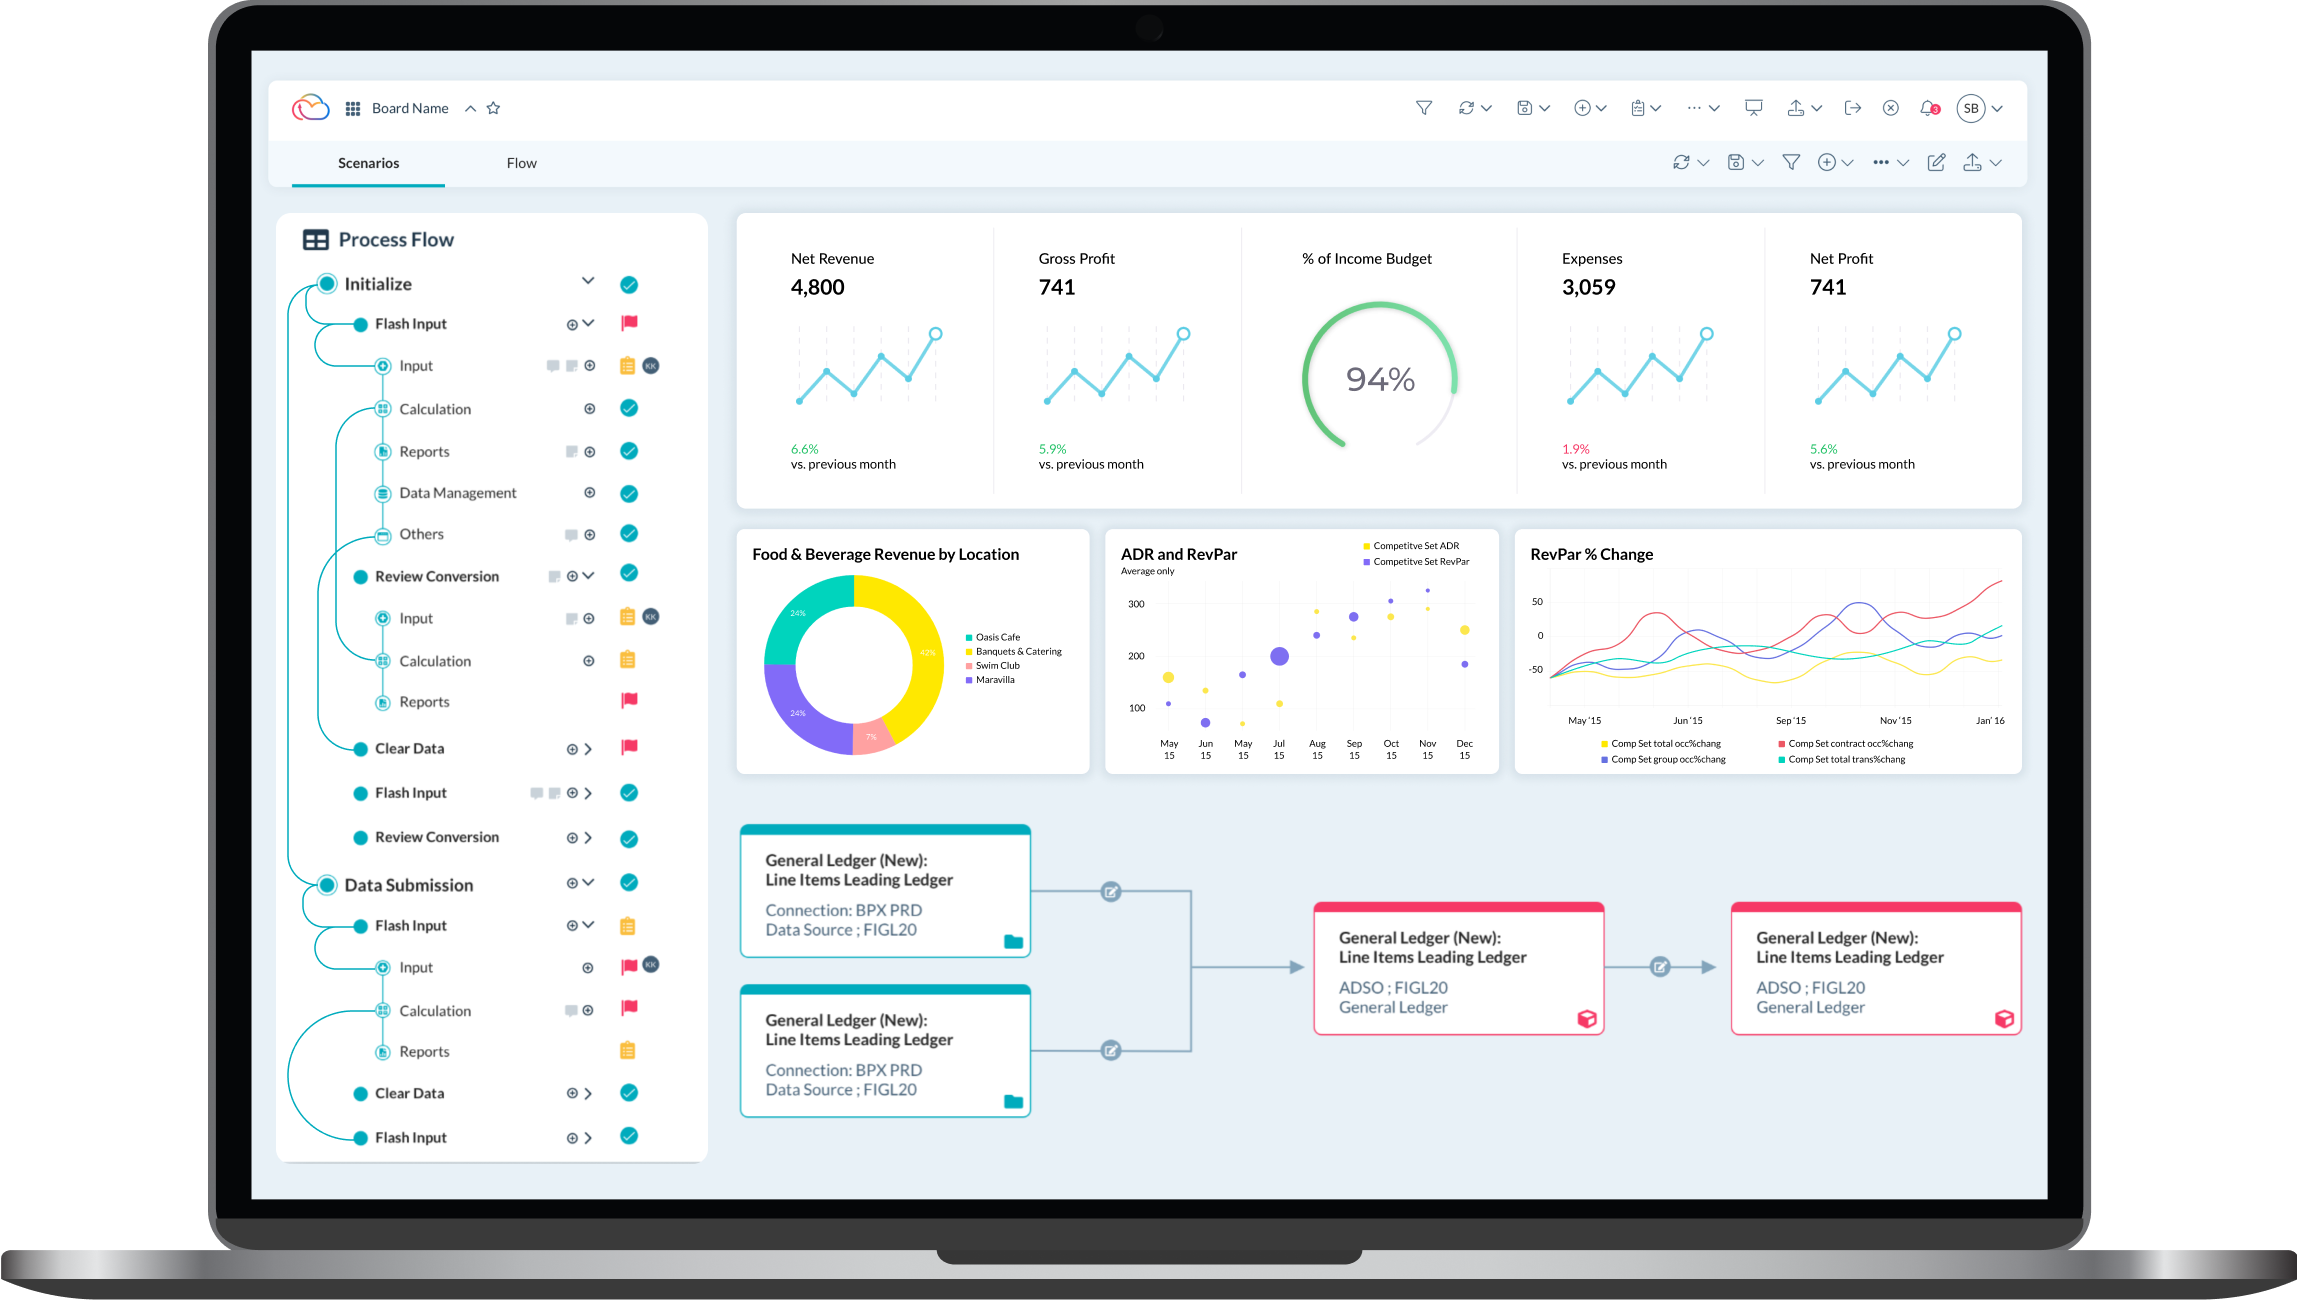 Board Name
3
SB
Scenarios
Flow
Process Flow
Initialize
Flash Input
Input
KK
Calculation
Reports
Data Management
Others
Review Conversion
Input
KK
Calculation
Reports
Clear Data
Flash Input
Review Conversion
Data Submission
Flash Input
Input
KK
Calculation
Reports
Clear Data
Flash Input
Net Revenue
4,800
6.6%
vs. previous month
Gross Profit
741
5.9%
vs. previous month
% of Income Budget
94%
Expenses
3,059
1.9%
vs. previous month
Net Profit
741
5.6%
vs. previous month
Food & Beverage Revenue by Location
24%
42%
24%
7%
Oasis Cafe
Banquets & Catering
Swim Club
Maravilla
ADR and RevPar
Average only
Competitve Set ADR
Competitve Set RevPar
300
200
100
May 15
Jun 15
May 15
Jul 15
Aug 15
Sep 15
Oct 15
Nov 15
Dec 15
RevPar % Change
50
0
-50
May '15
Jun '15
Sep '15
Nov '15
Jan' 16
Comp Set total occ%chang
Comp Set contract occ%chang
Comp Set group occ%chang
Comp Set total trans%chang
General Ledger (New):
Line Items Leading Ledger
Connection: BPX PRD
Data Source ; FIGL20
General Ledger (New):
Line Items Leading Ledger
Connection: BPX PRD
Data Source ; FIGL20
General Ledger (New):
Line Items Leading Ledger
ADSO ; FIGL20
General Ledger
General Ledger (New):
Line Items Leading Ledger
ADSO ; FIGL20
General Ledger